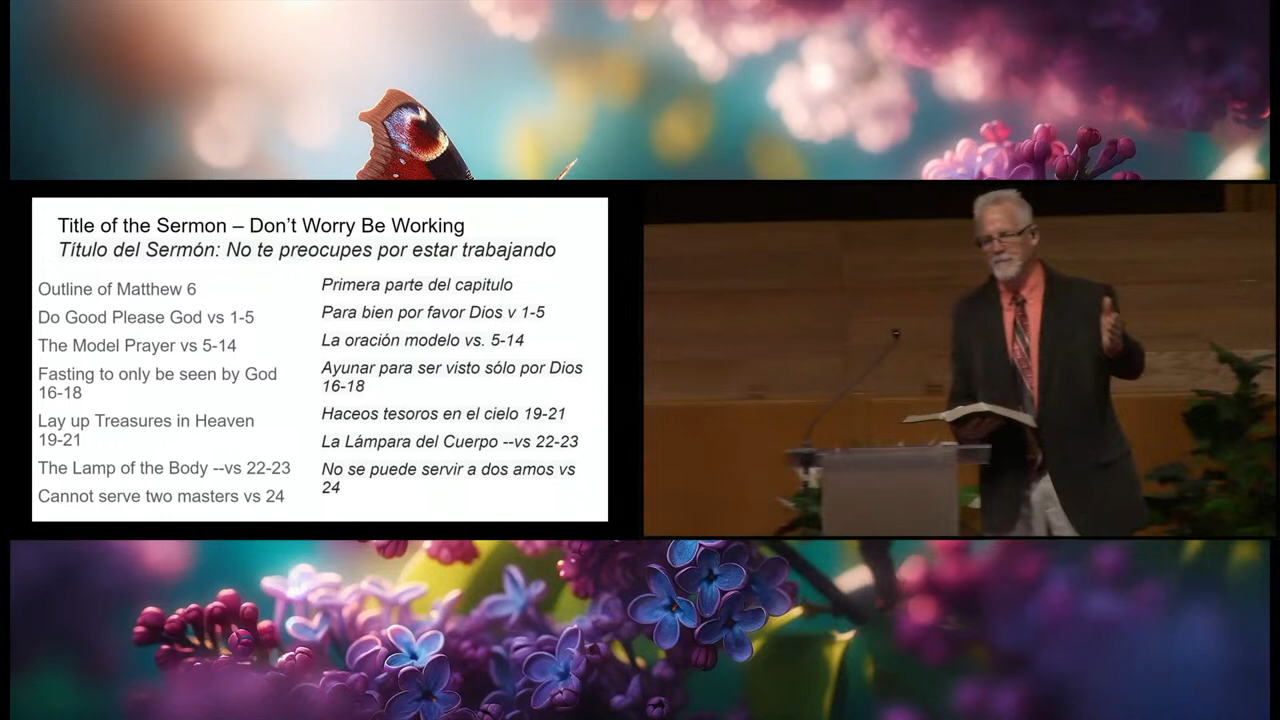 Title of the Sermon – Don't Worry Be Working
Título del Sermón: No te preocupes por estar trabajando
Outline of Matthew 6
Do Good Please God vs 1-5
The Model Prayer vs 5-14
Fasting to only be seen by God
16-18
Lay up Treasures in Heaven
19-21
The Lamp of the Body --vs 22-23
Cannot serve two masters vs 24
Primera parte del capitulo
Para bien por favor Dios v 1-5
La oración modelo vs. 5-14
Ayunar para ser visto sólo por Dios
16-18
Haceos tesoros en el cielo 19-21
La Lámpara del Cuerpo --vs 22-23
No se puede servir a dos amos vs
24